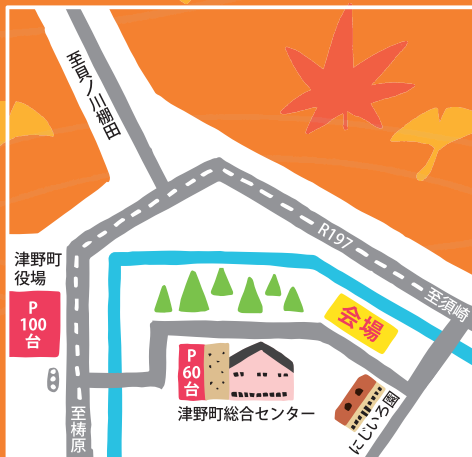 至貝ノ川棚田
R197
至須崎
津野町
役場
P
100
台
会場
P
60
台
津野町総合センター
にじいろ園
至梼原